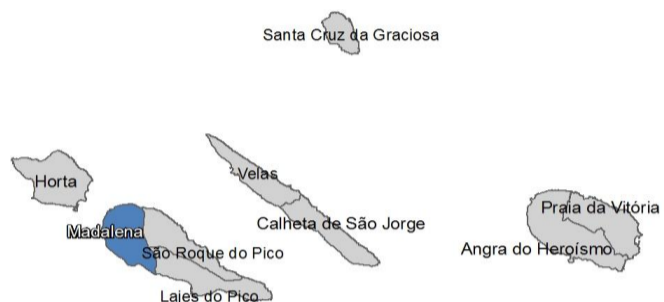 Santa Cruz da Graciosa
Velas
Horta
Praia da Vitória
Calheta de São Jorge
Madalena
Angra do Heroísmo
São Roque do Pico
Lajes do Pico